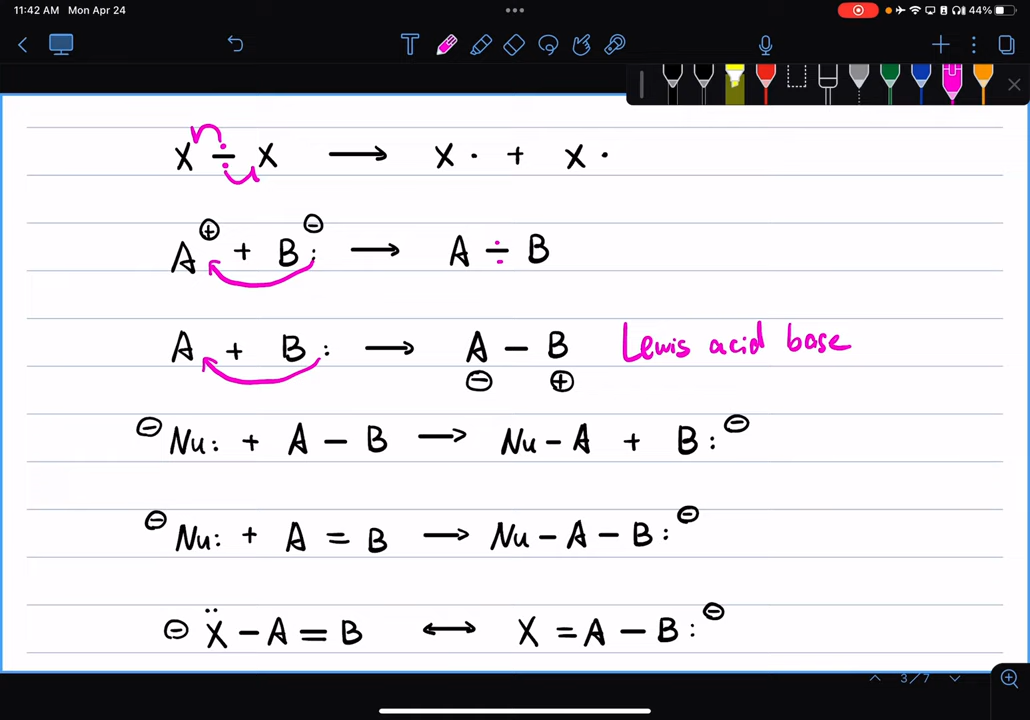 11:42 AM Mon Apr 24
44%
T
X ÷ X ⟶ X · + X ·
A⊕ + B:⊖ ⟶ A ÷ B
A + B: ⟶ A – B Lewis acid base
⊖ ⊕
⊖Nu: + A – B ⟶ Nu – A + B:⊖
⊖Nu: + A = B ⟶ Nu – A – B:⊖
⊖ Ẍ – A = B ⟷ X = A – B:⊖
3/7